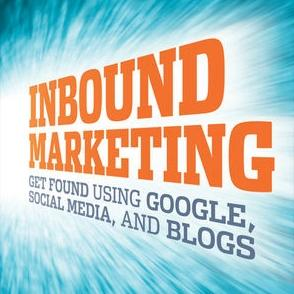 INBOUND
MARKETING
GET FOUND USING GOOGLE,
SOCIAL MEDIA, AND BLOGS